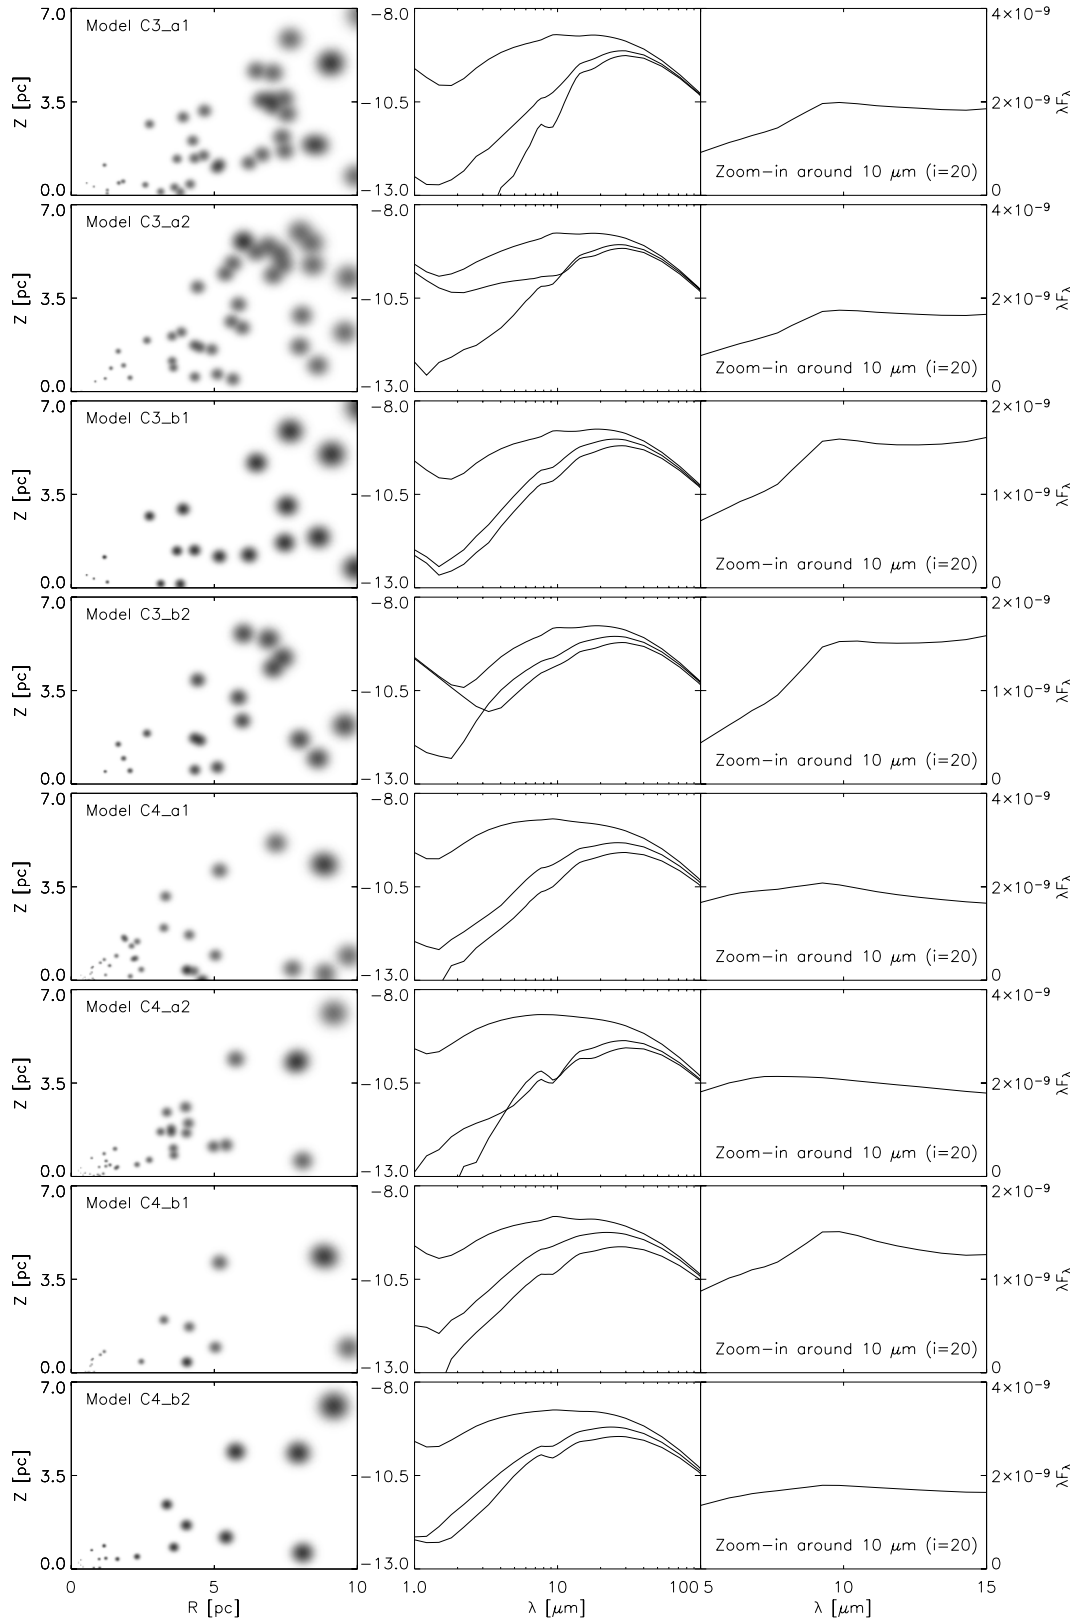 7.0 Model C3_a1 -8.0 4×10⁻⁹
Z [pc] 3.5 -10.5 2×10⁻⁹ λFλ
0.0 -13.0 Zoom-in around 10 μm (i=20) 0
7.0 Model C3_a2 -8.0 4×10⁻⁹
Z [pc] 3.5 -10.5 2×10⁻⁹ λFλ
0.0 -13.0 Zoom-in around 10 μm (i=20) 0
7.0 Model C3_b1 -8.0 2×10⁻⁹
Z [pc] 3.5 -10.5 1×10⁻⁹ λFλ
0.0 -13.0 Zoom-in around 10 μm (i=20) 0
7.0 Model C3_b2 -8.0 2×10⁻⁹
Z [pc] 3.5 -10.5 1×10⁻⁹ λFλ
0.0 -13.0 Zoom-in around 10 μm (i=20) 0
7.0 Model C4_a1 -8.0 4×10⁻⁹
Z [pc] 3.5 -10.5 2×10⁻⁹ λFλ
0.0 -13.0 Zoom-in around 10 μm (i=20) 0
7.0 Model C4_a2 -8.0 4×10⁻⁹
Z [pc] 3.5 -10.5 2×10⁻⁹ λFλ
0.0 -13.0 Zoom-in around 10 μm (i=20) 0
7.0 Model C4_b1 -8.0 2×10⁻⁹
Z [pc] 3.5 -10.5 1×10⁻⁹ λFλ
0.0 -13.0 Zoom-in around 10 μm (i=20) 0
7.0 Model C4_b2 -8.0 4×10⁻⁹
Z [pc] 3.5 -10.5 2×10⁻⁹ λFλ
0.0 -13.0 Zoom-in around 10 μm (i=20) 0
0 5 10 1.0 10 100 5 10 15
R [pc] λ [μm] λ [μm]